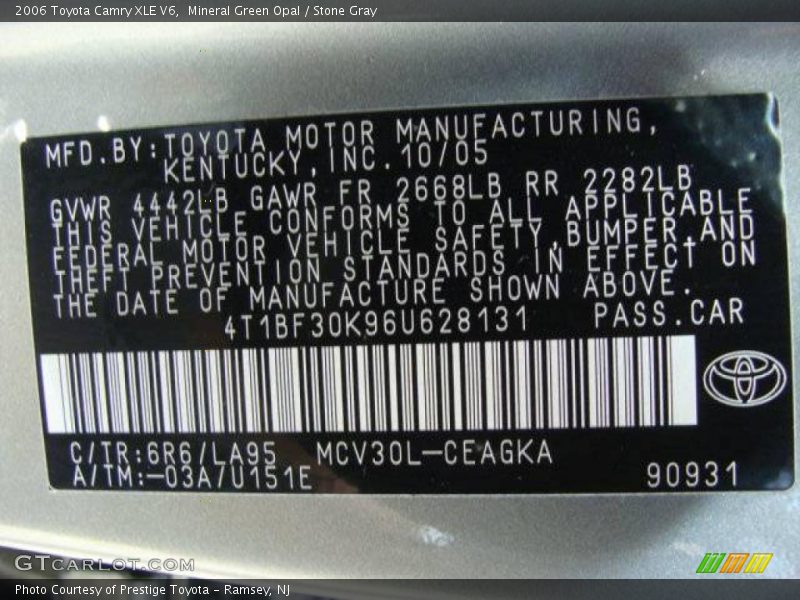 2006 Toyota Camry XLE V6,  Mineral Green Opal / Stone Gray
MFD.BY:TOYOTA MOTOR MANUFACTURING,
KENTUCKY,INC.10/05
GVWR 4442LB GAWR FR 2668LB RR 2282LB
THIS VEHICLE CONFORMS TO ALL APPLICABLE
FEDERAL MOTOR VEHICLE SAFETY,BUMPER,AND
THEFT PREVENTION STANDARDS IN EFFECT ON
THE DATE OF MANUFACTURE SHOWN ABOVE.
4T1BF30K96U628131 PASS.CAR
C/TR:6R6/LA95 MCV30L-CEAGKA
A/TM:-03A/U151E 90931
GTCARLOT.COM
Photo Courtesy of Prestige Toyota - Ramsey, NJ